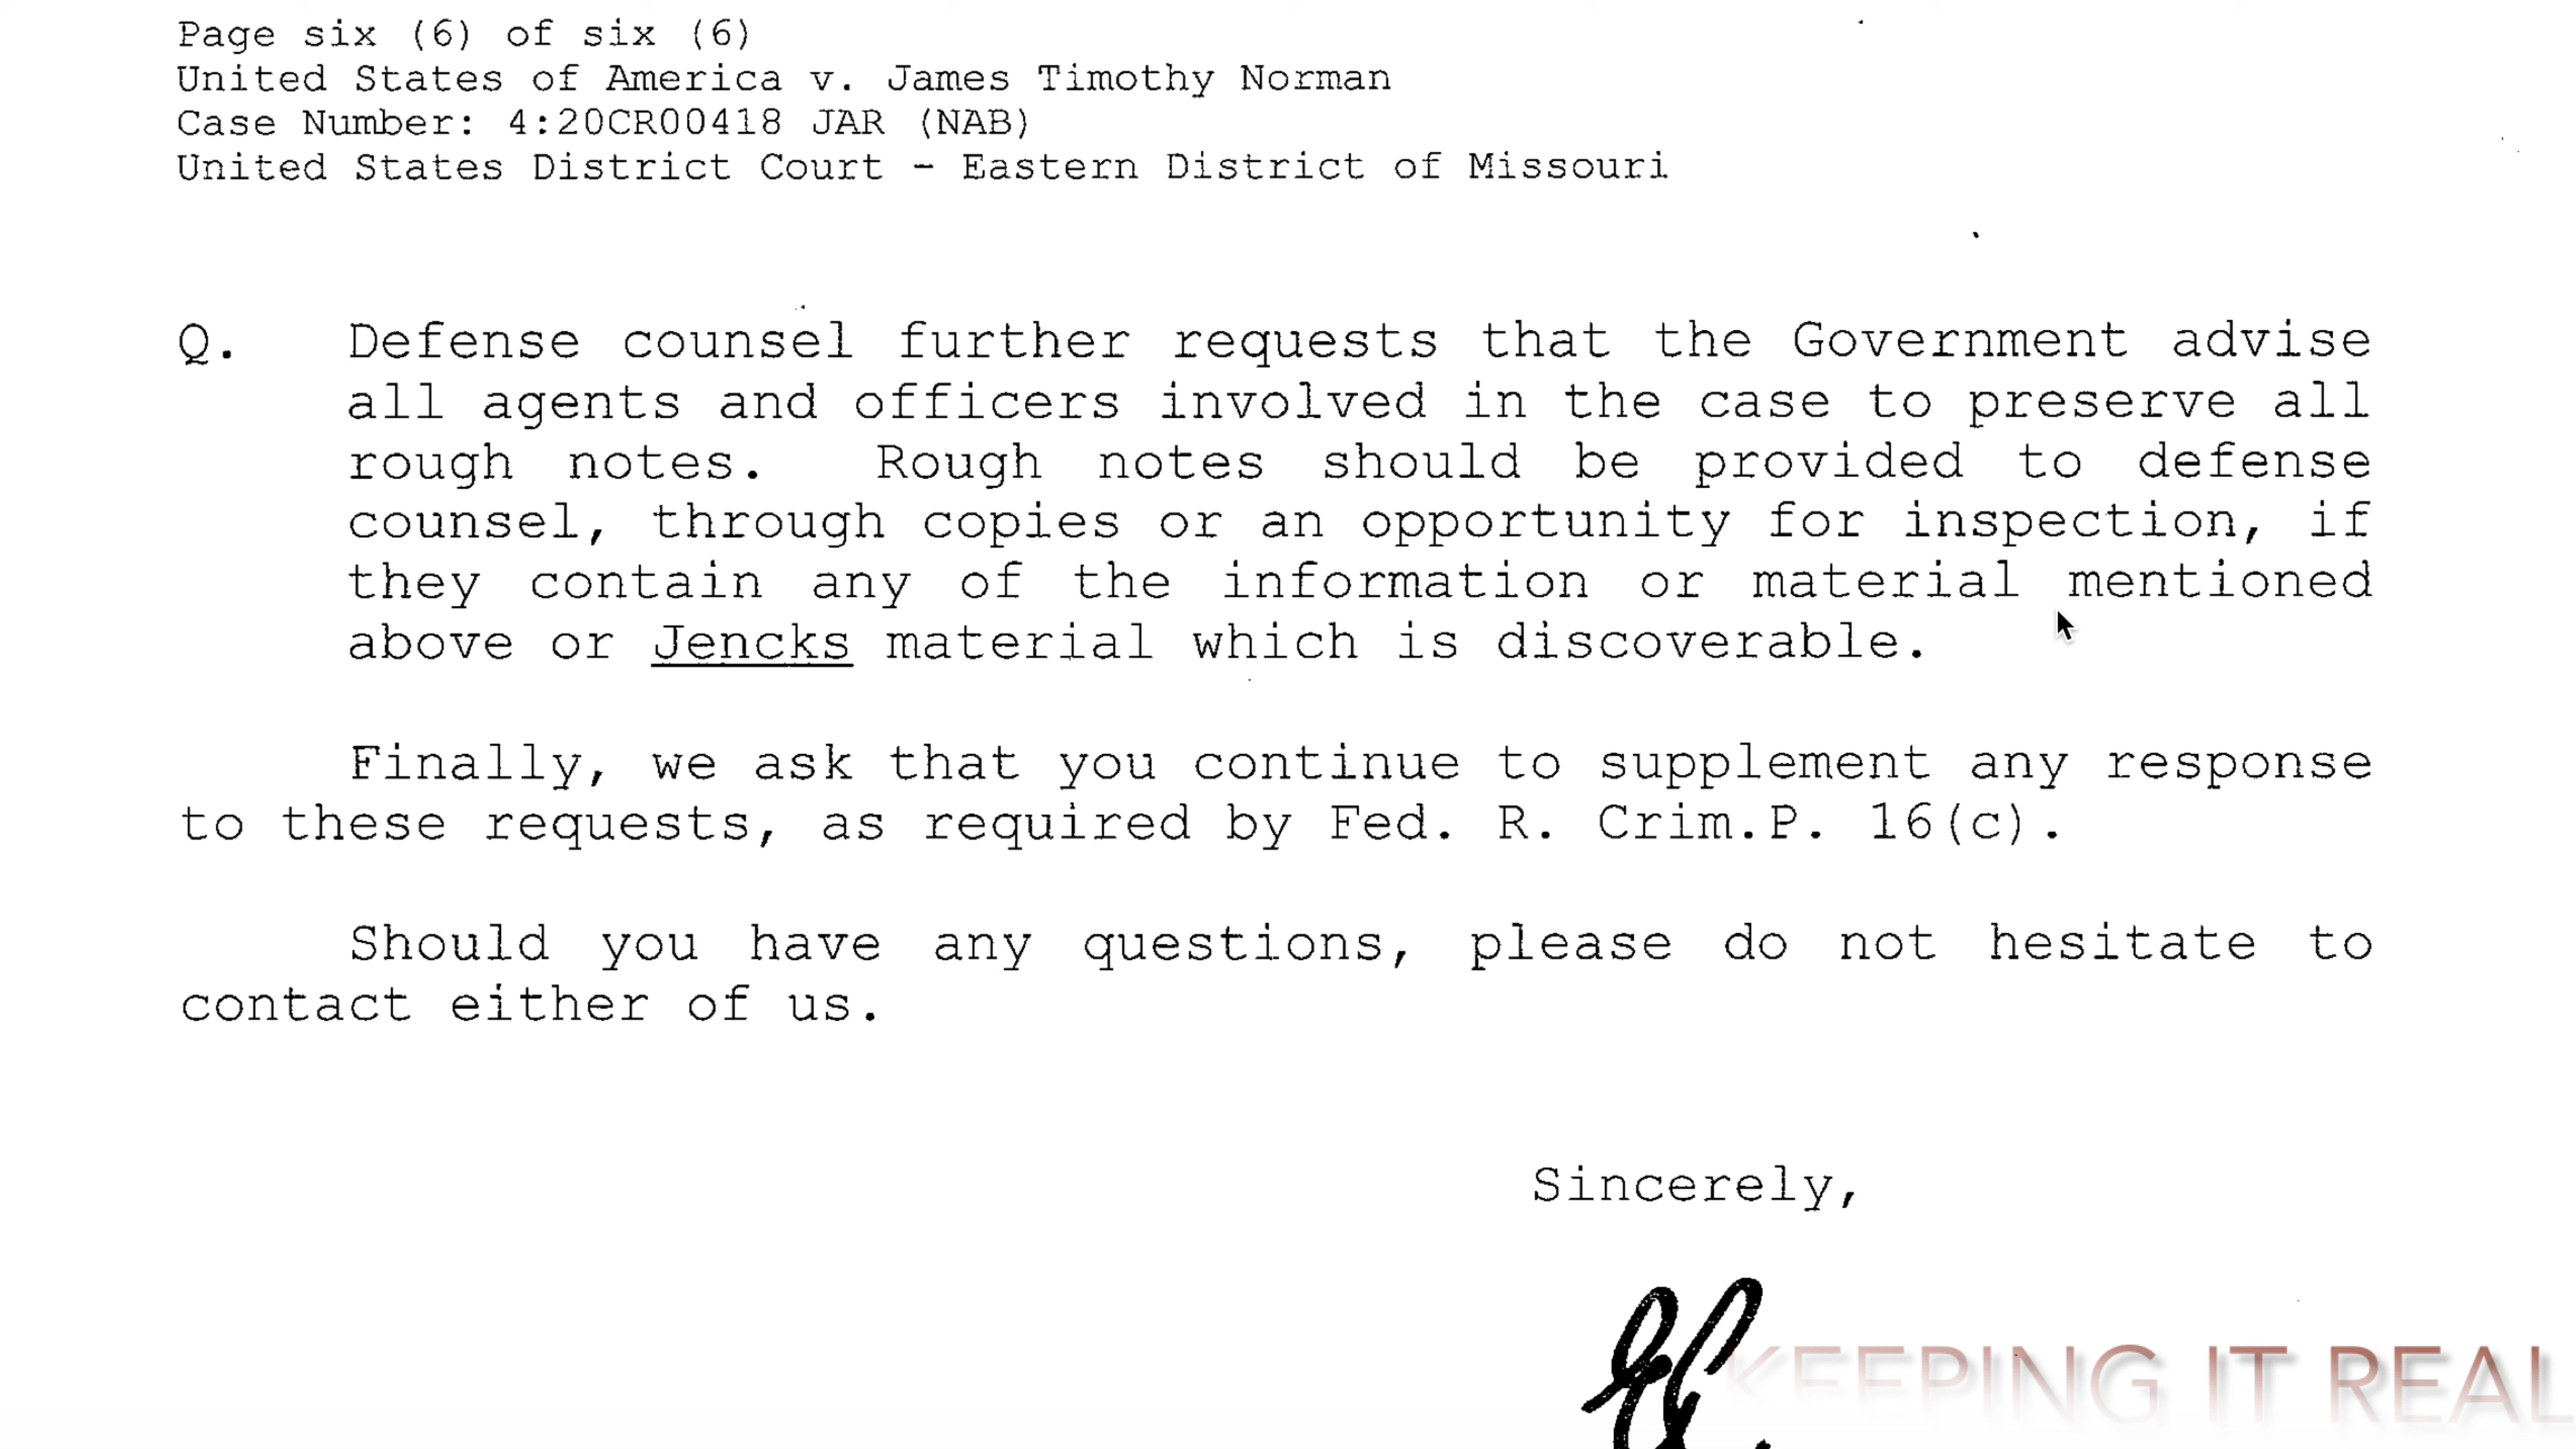 Page six (6) of six (6)
United States of America v. James Timothy Norman
Case Number: 4:20CR00418 JAR (NAB)
United States District Court - Eastern District of Missouri
Q. Defense counsel further requests that the Government advise
all agents and officers involved in the case to preserve all
rough notes. Rough notes should be provided to defense
counsel, through copies or an opportunity for inspection, if
they contain any of the information or material mentioned
above or Jencks material which is discoverable.
Finally, we ask that you continue to supplement any response
to these requests, as required by Fed. R. Crim.P. 16(c).
Should you have any questions, please do not hesitate to
contact either of us.
Sincerely,
KEEPING IT REAL